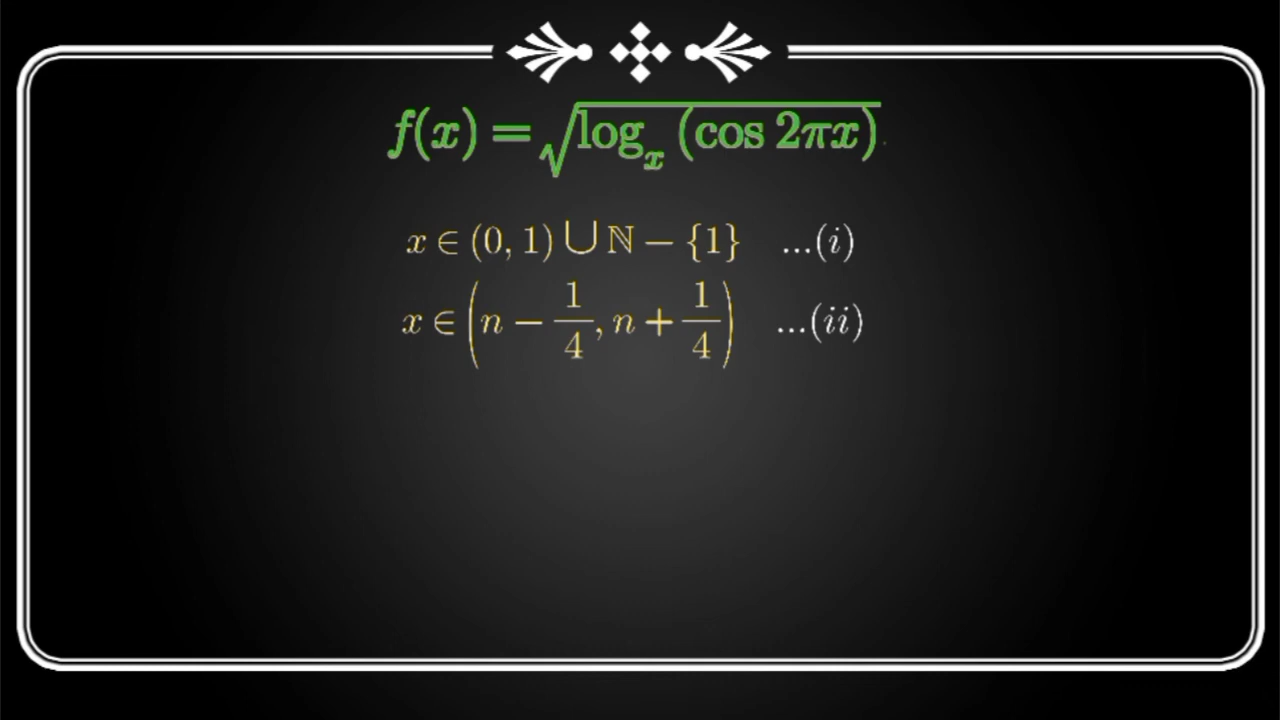 f(x) = √log_x (cos 2πx)
x ∈ (0, 1) ⋃ ℕ − {1} ...(i)
x ∈ (n − 1/4, n + 1/4) ...(ii)